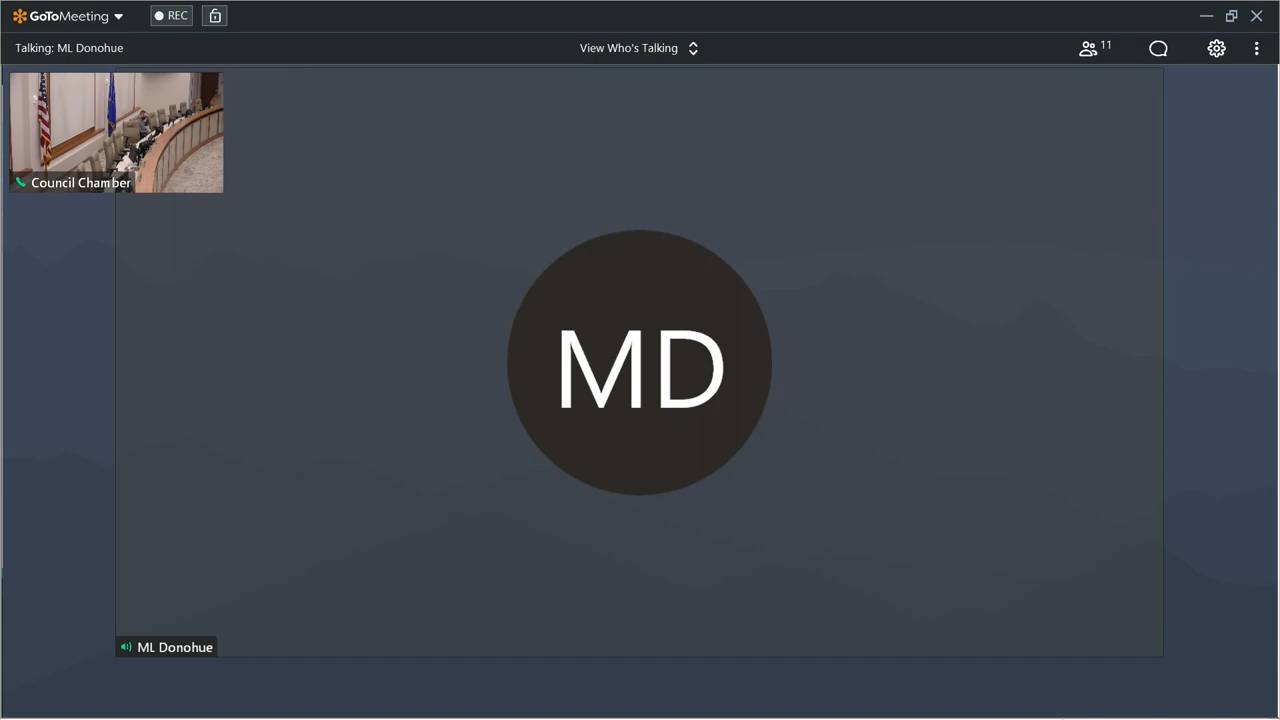 GoToMeeting
REC
Talking: ML Donohue
View Who's Talking
11
Council Chamber
MD
ML Donohue